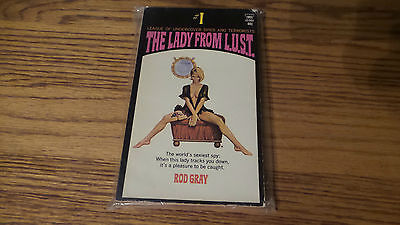 #1
LEAGUE OF UNDERCOVER SPIES AND TERRORISTS
THE LADY FROM L.U.S.T.
The world's sexiest spy:
When this lady tracks you down,
it's a pleasure to be caught.
ROD GRAY